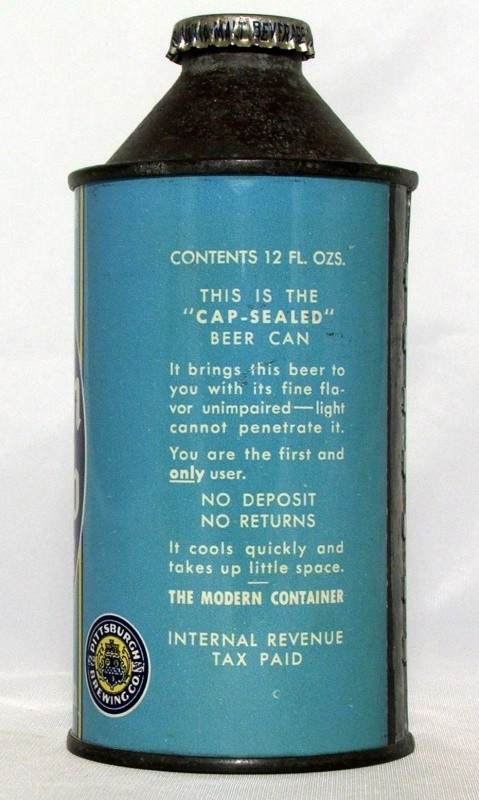 MALT BEVERAGE
CONTENTS 12 FL. OZS.
THIS IS THE
"CAP-SEALED"
BEER CAN
It brings this beer to
you with its fine fla-
vor unimpaired—light
cannot penetrate it.
You are the first and
only user.
NO DEPOSIT
NO RETURNS
It cools quickly and
takes up little space.
THE MODERN CONTAINER
INTERNAL REVENUE
TAX PAID
PITTSBURGH
BREWING CO.